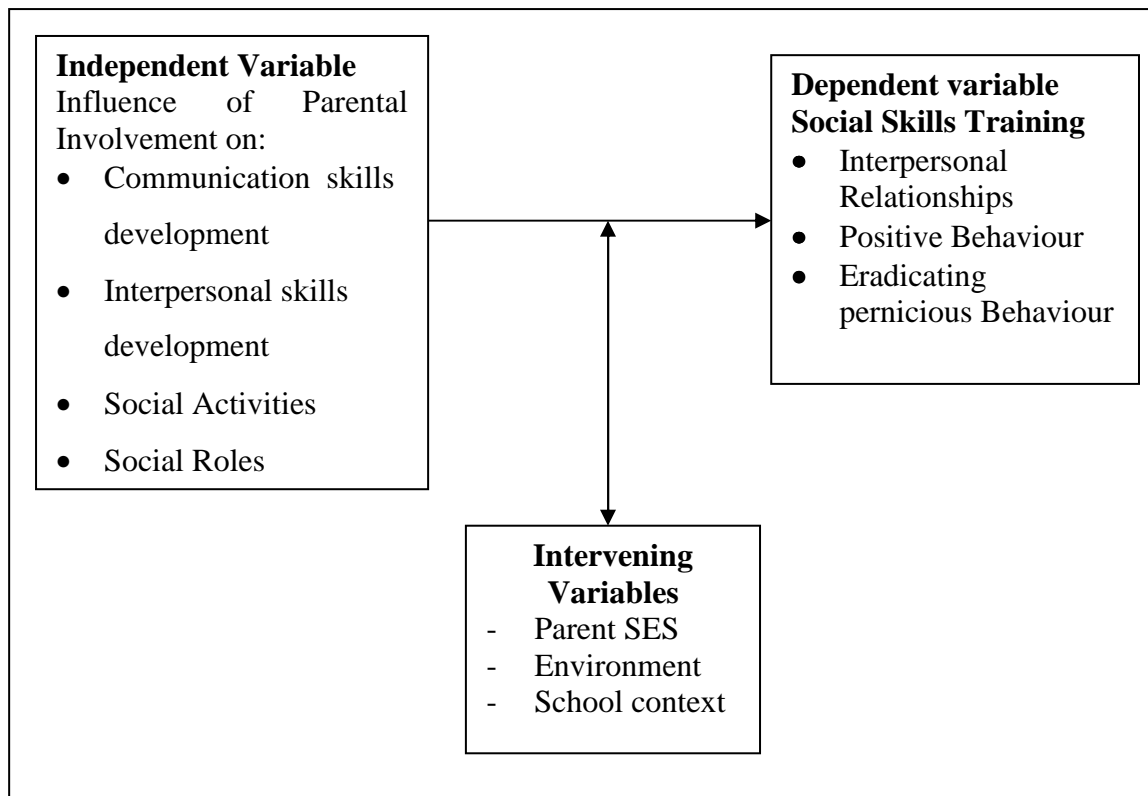 Independent Variable
Influence of Parental
Involvement on:
• Communication skills
development
• Interpersonal skills
development
• Social Activities
• Social Roles
Dependent variable
Social Skills Training
• Interpersonal
Relationships
• Positive Behaviour
• Eradicating
pernicious Behaviour
Intervening
Variables
- Parent SES
- Environment
- School context